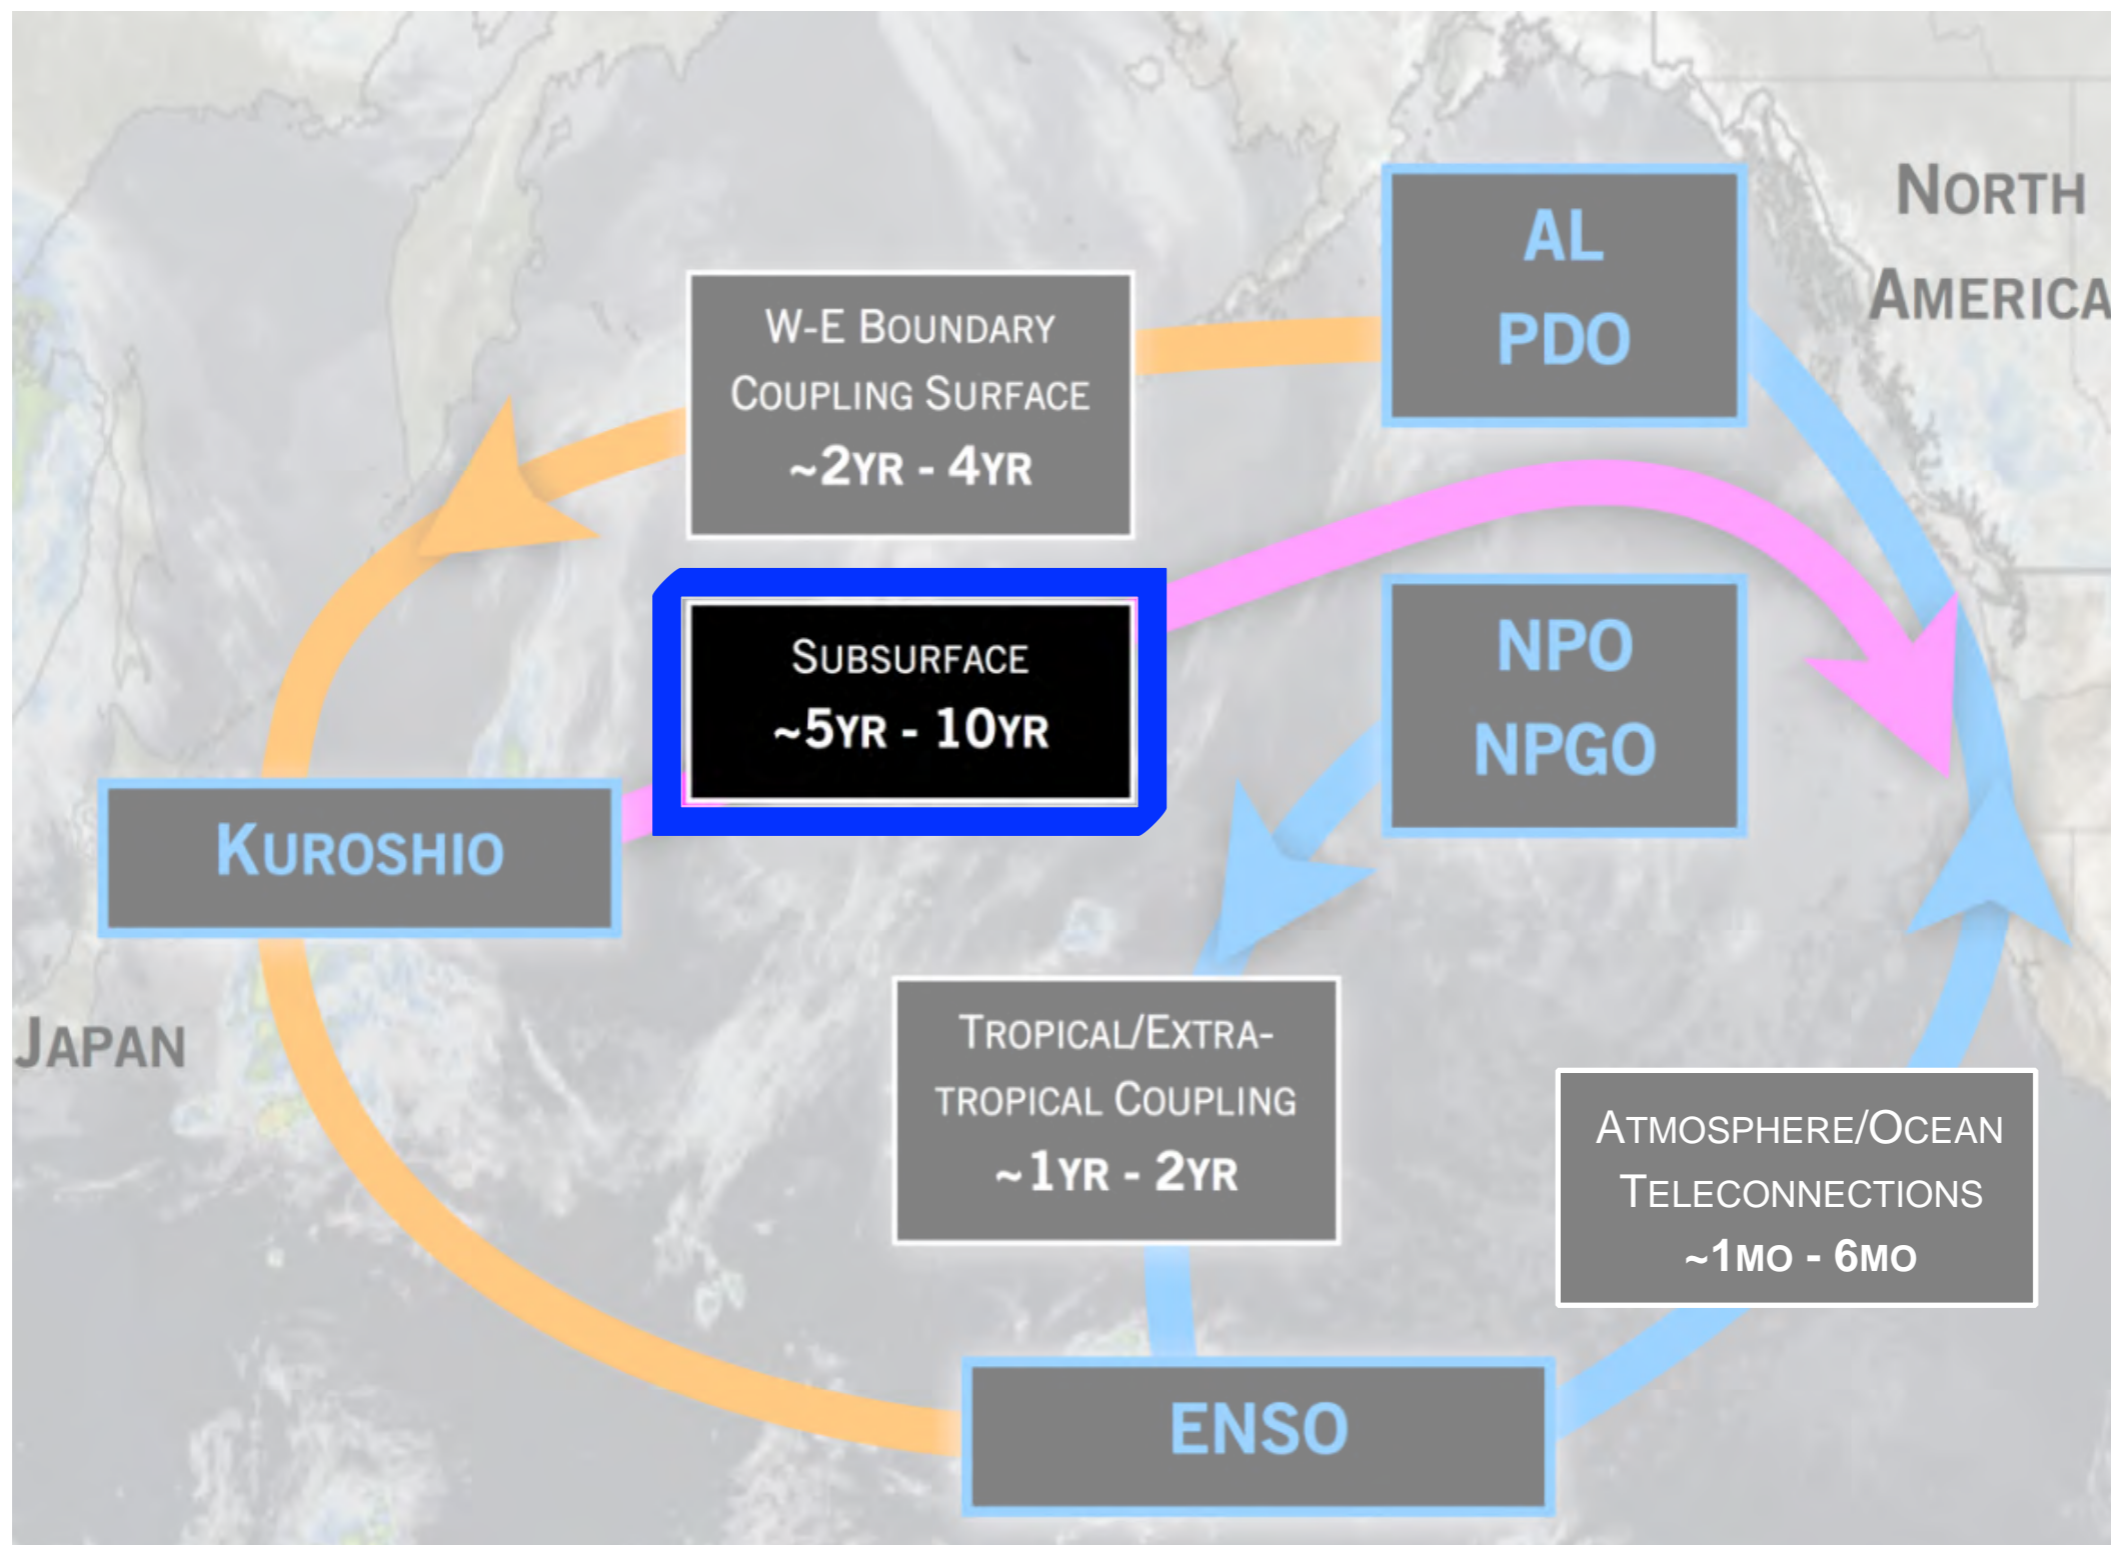 NORTH
AMERICA
AL
PDO
W-E BOUNDARY
COUPLING SURFACE
~2YR - 4YR
SUBSURFACE
~5YR - 10YR
NPO
NPGO
KUROSHIO
JAPAN
TROPICAL/EXTRA-
TROPICAL COUPLING
~1YR - 2YR
ATMOSPHERE/OCEAN
TELECONNECTIONS
~1MO - 6MO
ENSO